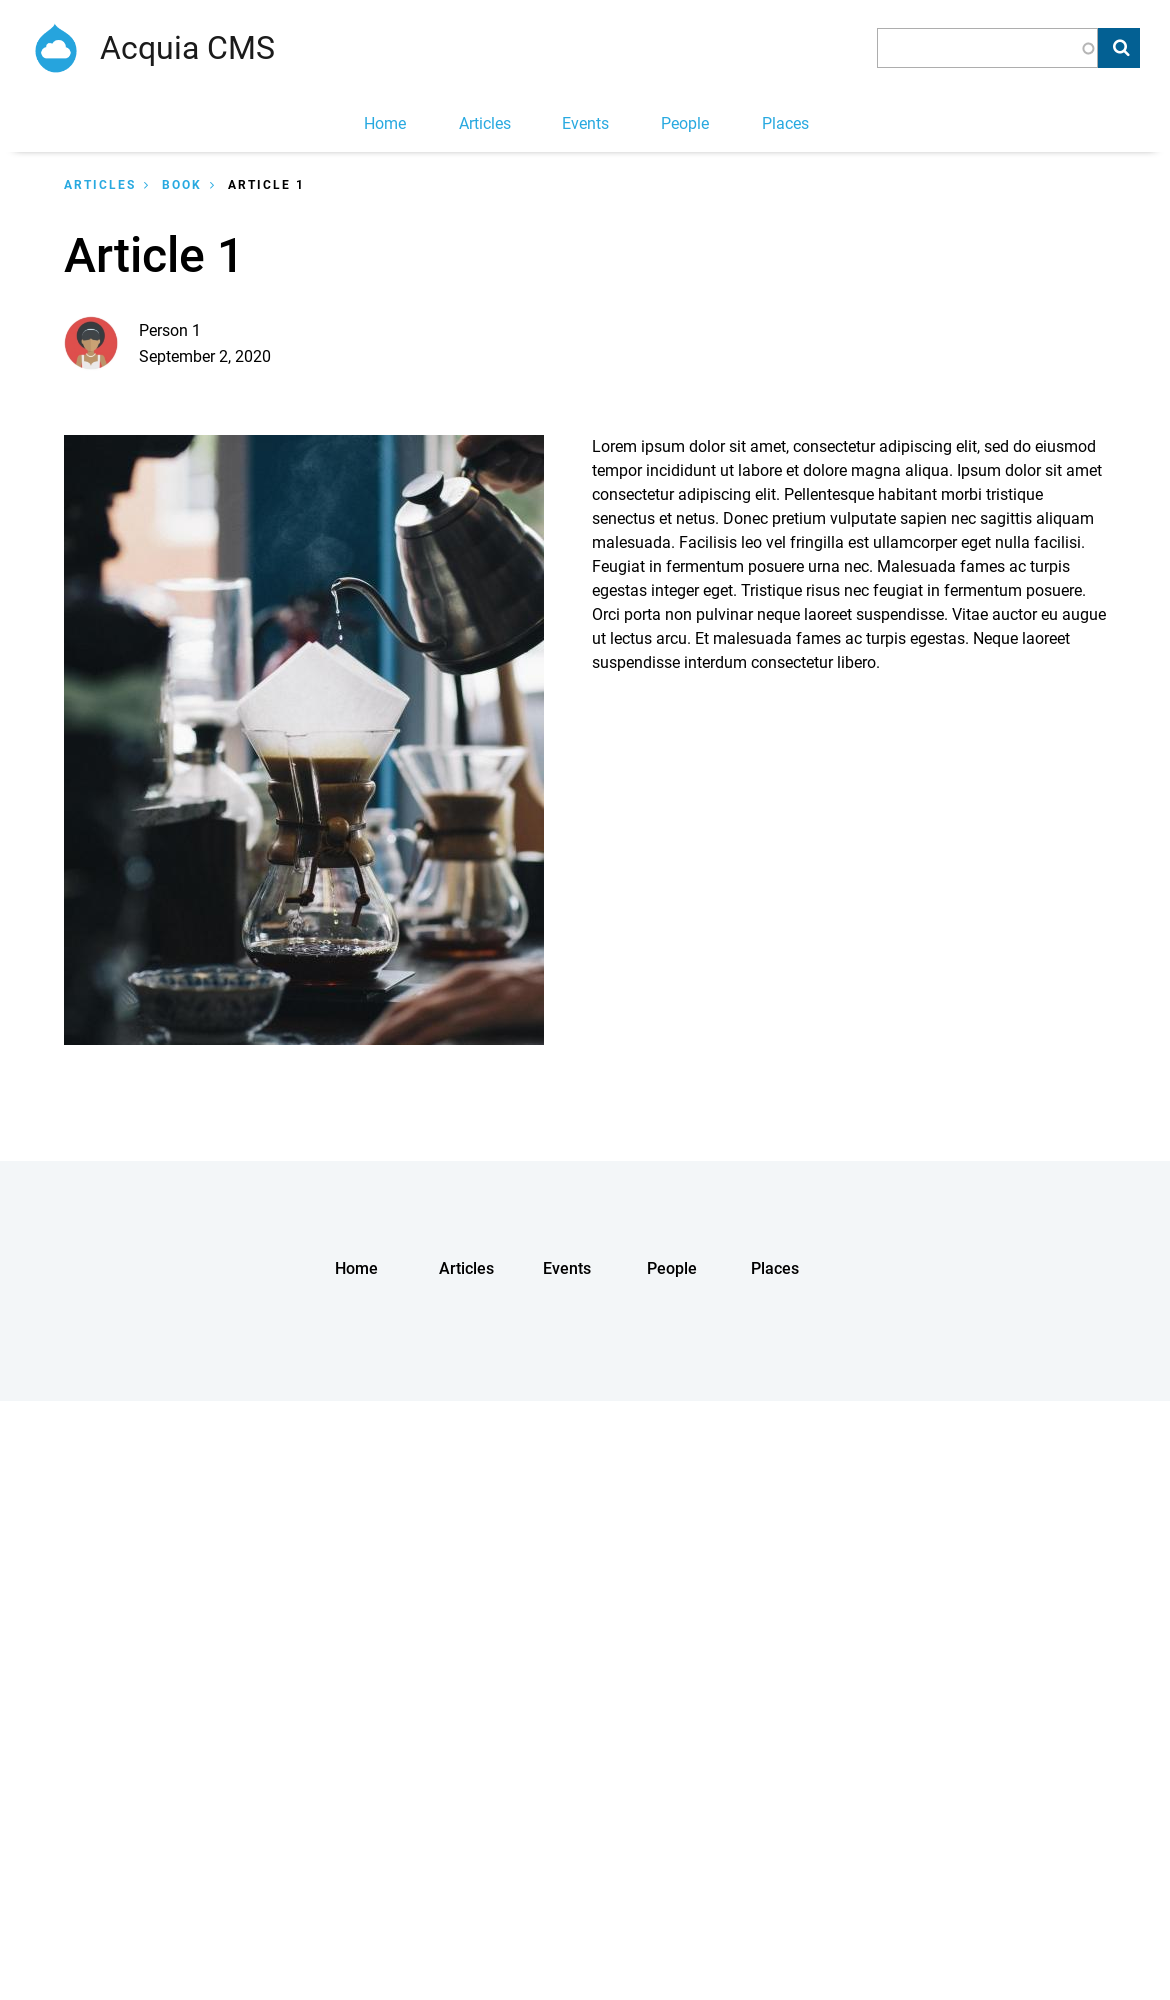 Acquia CMS
Home Articles Events People Places
ARTICLES > BOOK > ARTICLE 1
Article 1
Person 1
September 2, 2020
Lorem ipsum dolor sit amet, consectetur adipiscing elit, sed do eiusmod
tempor incididunt ut labore et dolore magna aliqua. Ipsum dolor sit amet
consectetur adipiscing elit. Pellentesque habitant morbi tristique
senectus et netus. Donec pretium vulputate sapien nec sagittis aliquam
malesuada. Facilisis leo vel fringilla est ullamcorper eget nulla facilisi.
Feugiat in fermentum posuere urna nec. Malesuada fames ac turpis
egestas integer eget. Tristique risus nec feugiat in fermentum posuere.
Orci porta non pulvinar neque laoreet suspendisse. Vitae auctor eu augue
ut lectus arcu. Et malesuada fames ac turpis egestas. Neque laoreet
suspendisse interdum consectetur libero.
Home Articles Events People Places